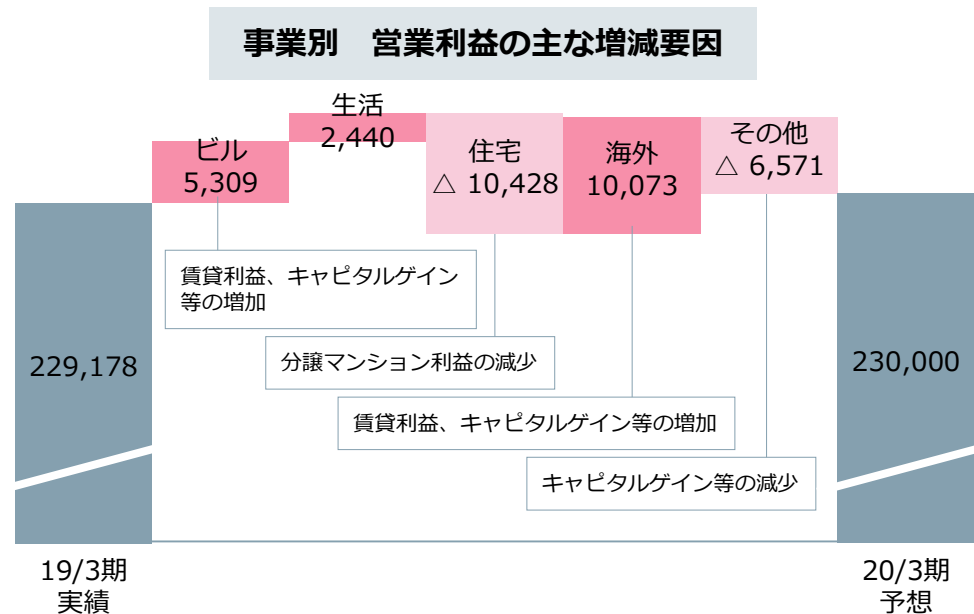 事業別　営業利益の主な増減要因
生活
2,440
ビル
5,309
住宅
△ 10,428
海外
10,073
その他
△ 6,571
賃貸利益、キャピタルゲイン
等の増加
分譲マンション利益の減少
賃貸利益、キャピタルゲイン等の増加
キャピタルゲイン等の減少
229,178
230,000
19/3期
実績
20/3期
予想